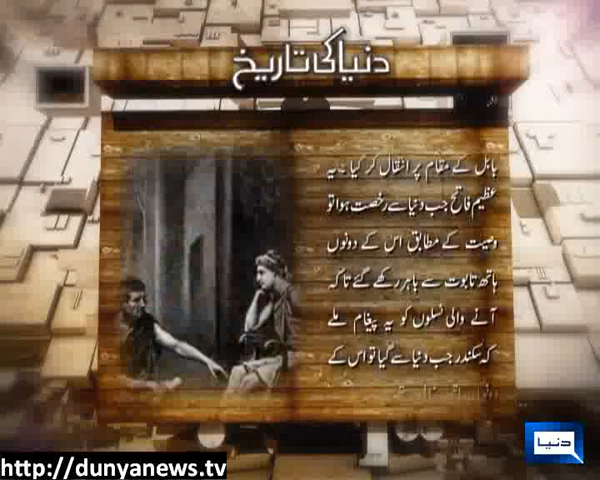 دنیا کی تاریخ
بابل کے مقام پر انتقال کر گیا ۔ یہ
عظیم فاتح جب دنیا سے رخصت ہوا تو
وصیت کے مطابق اس کے دونوں
ہاتھ تابوت سے باہر رکھے گئے تاکہ
آنے والی نسلوں کو یہ پیغام ملے
کہ سکندر جب دنیا سے گیا تو اس کے
دنیا
http://dunyanews.tv